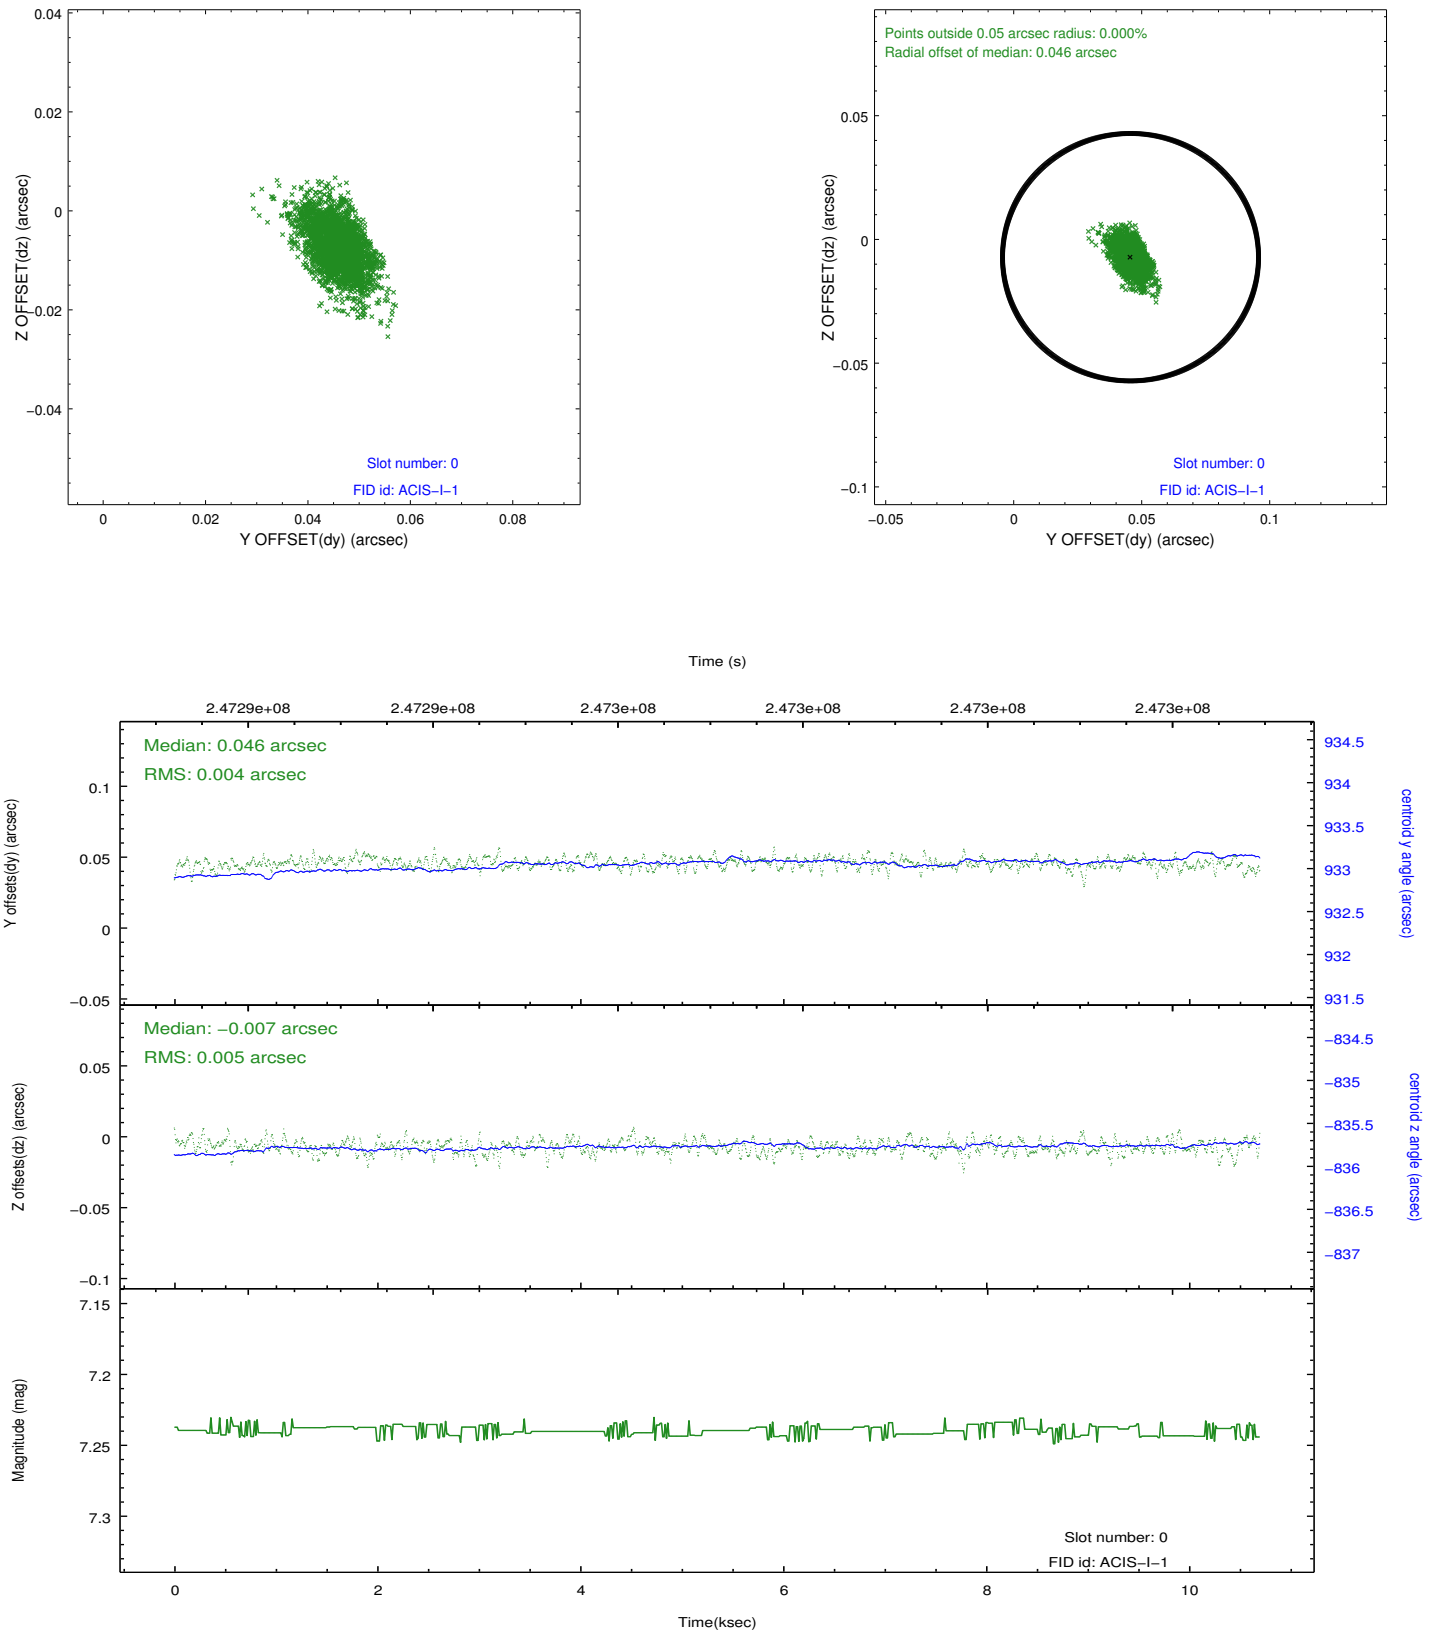 0.04
0.02
0
−0.02
−0.04
Z OFFSET(dz) (arcsec)
Slot number: 0
FID id: ACIS−I−1
0 0.02 0.04 0.06 0.08
Y OFFSET(dy) (arcsec)
Points outside 0.05 arcsec radius: 0.000%
Radial offset of median: 0.046 arcsec
0.05
0
−0.05
−0.1
Z OFFSET(dz) (arcsec)
Slot number: 0
FID id: ACIS−I−1
−0.05 0 0.05 0.1
Y OFFSET(dy) (arcsec)
Time (s)
2.4729e+08 2.4729e+08 2.473e+08 2.473e+08 2.473e+08 2.473e+08
Median: 0.046 arcsec
RMS: 0.004 arcsec
0.1
0.05
0
−0.05
Y offsets(dy) (arcsec)
934.5
934
933.5
933
932.5
932
931.5
centroid y angle (arcsec)
Median: −0.007 arcsec
RMS: 0.005 arcsec
0.05
0
−0.05
−0.1
Z offsets(dz) (arcsec)
−834.5
−835
−835.5
−836
−836.5
−837
centroid z angle (arcsec)
7.15
7.2
7.25
7.3
Magnitude (mag)
Slot number: 0
FID id: ACIS−I−1
0 2 4 6 8 10
Time(ksec)